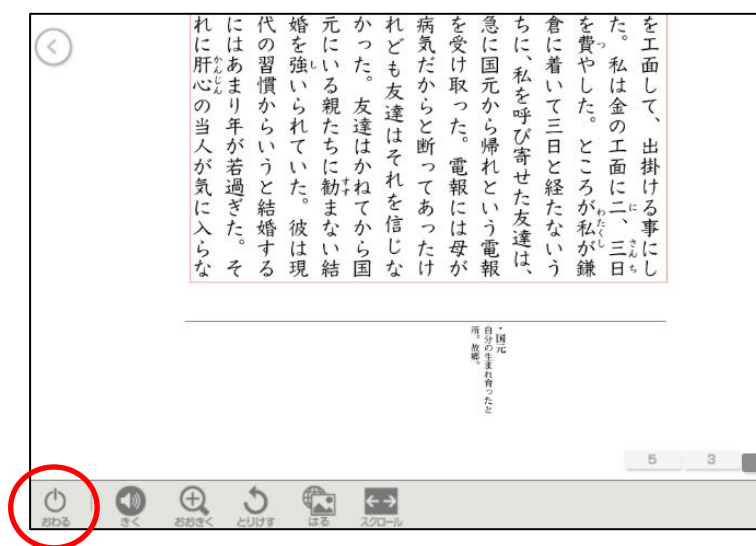 を工面して、出掛ける事にし
た。私は金の工面に二、三日
を費やした。ところが私が鎌
倉に着いて三日と経たないう
ちに、私を呼び寄せた友達は、
急に国元から帰れという電報
を受け取った。電報には母が
病気だからと断ってあったけ
れども友達はそれを信じな
かった。友達はかねてから国
元にいる親たちに勧まない結
婚を強いられていた。彼は現
代の習慣からいうと結婚する
にはあまり年が若過ぎた。そ
れに肝心の当人が気に入らな
・国元
自分の生まれ育ったと
所。故郷。
5 3
おわる きく おおきく とりけす はる スクロール